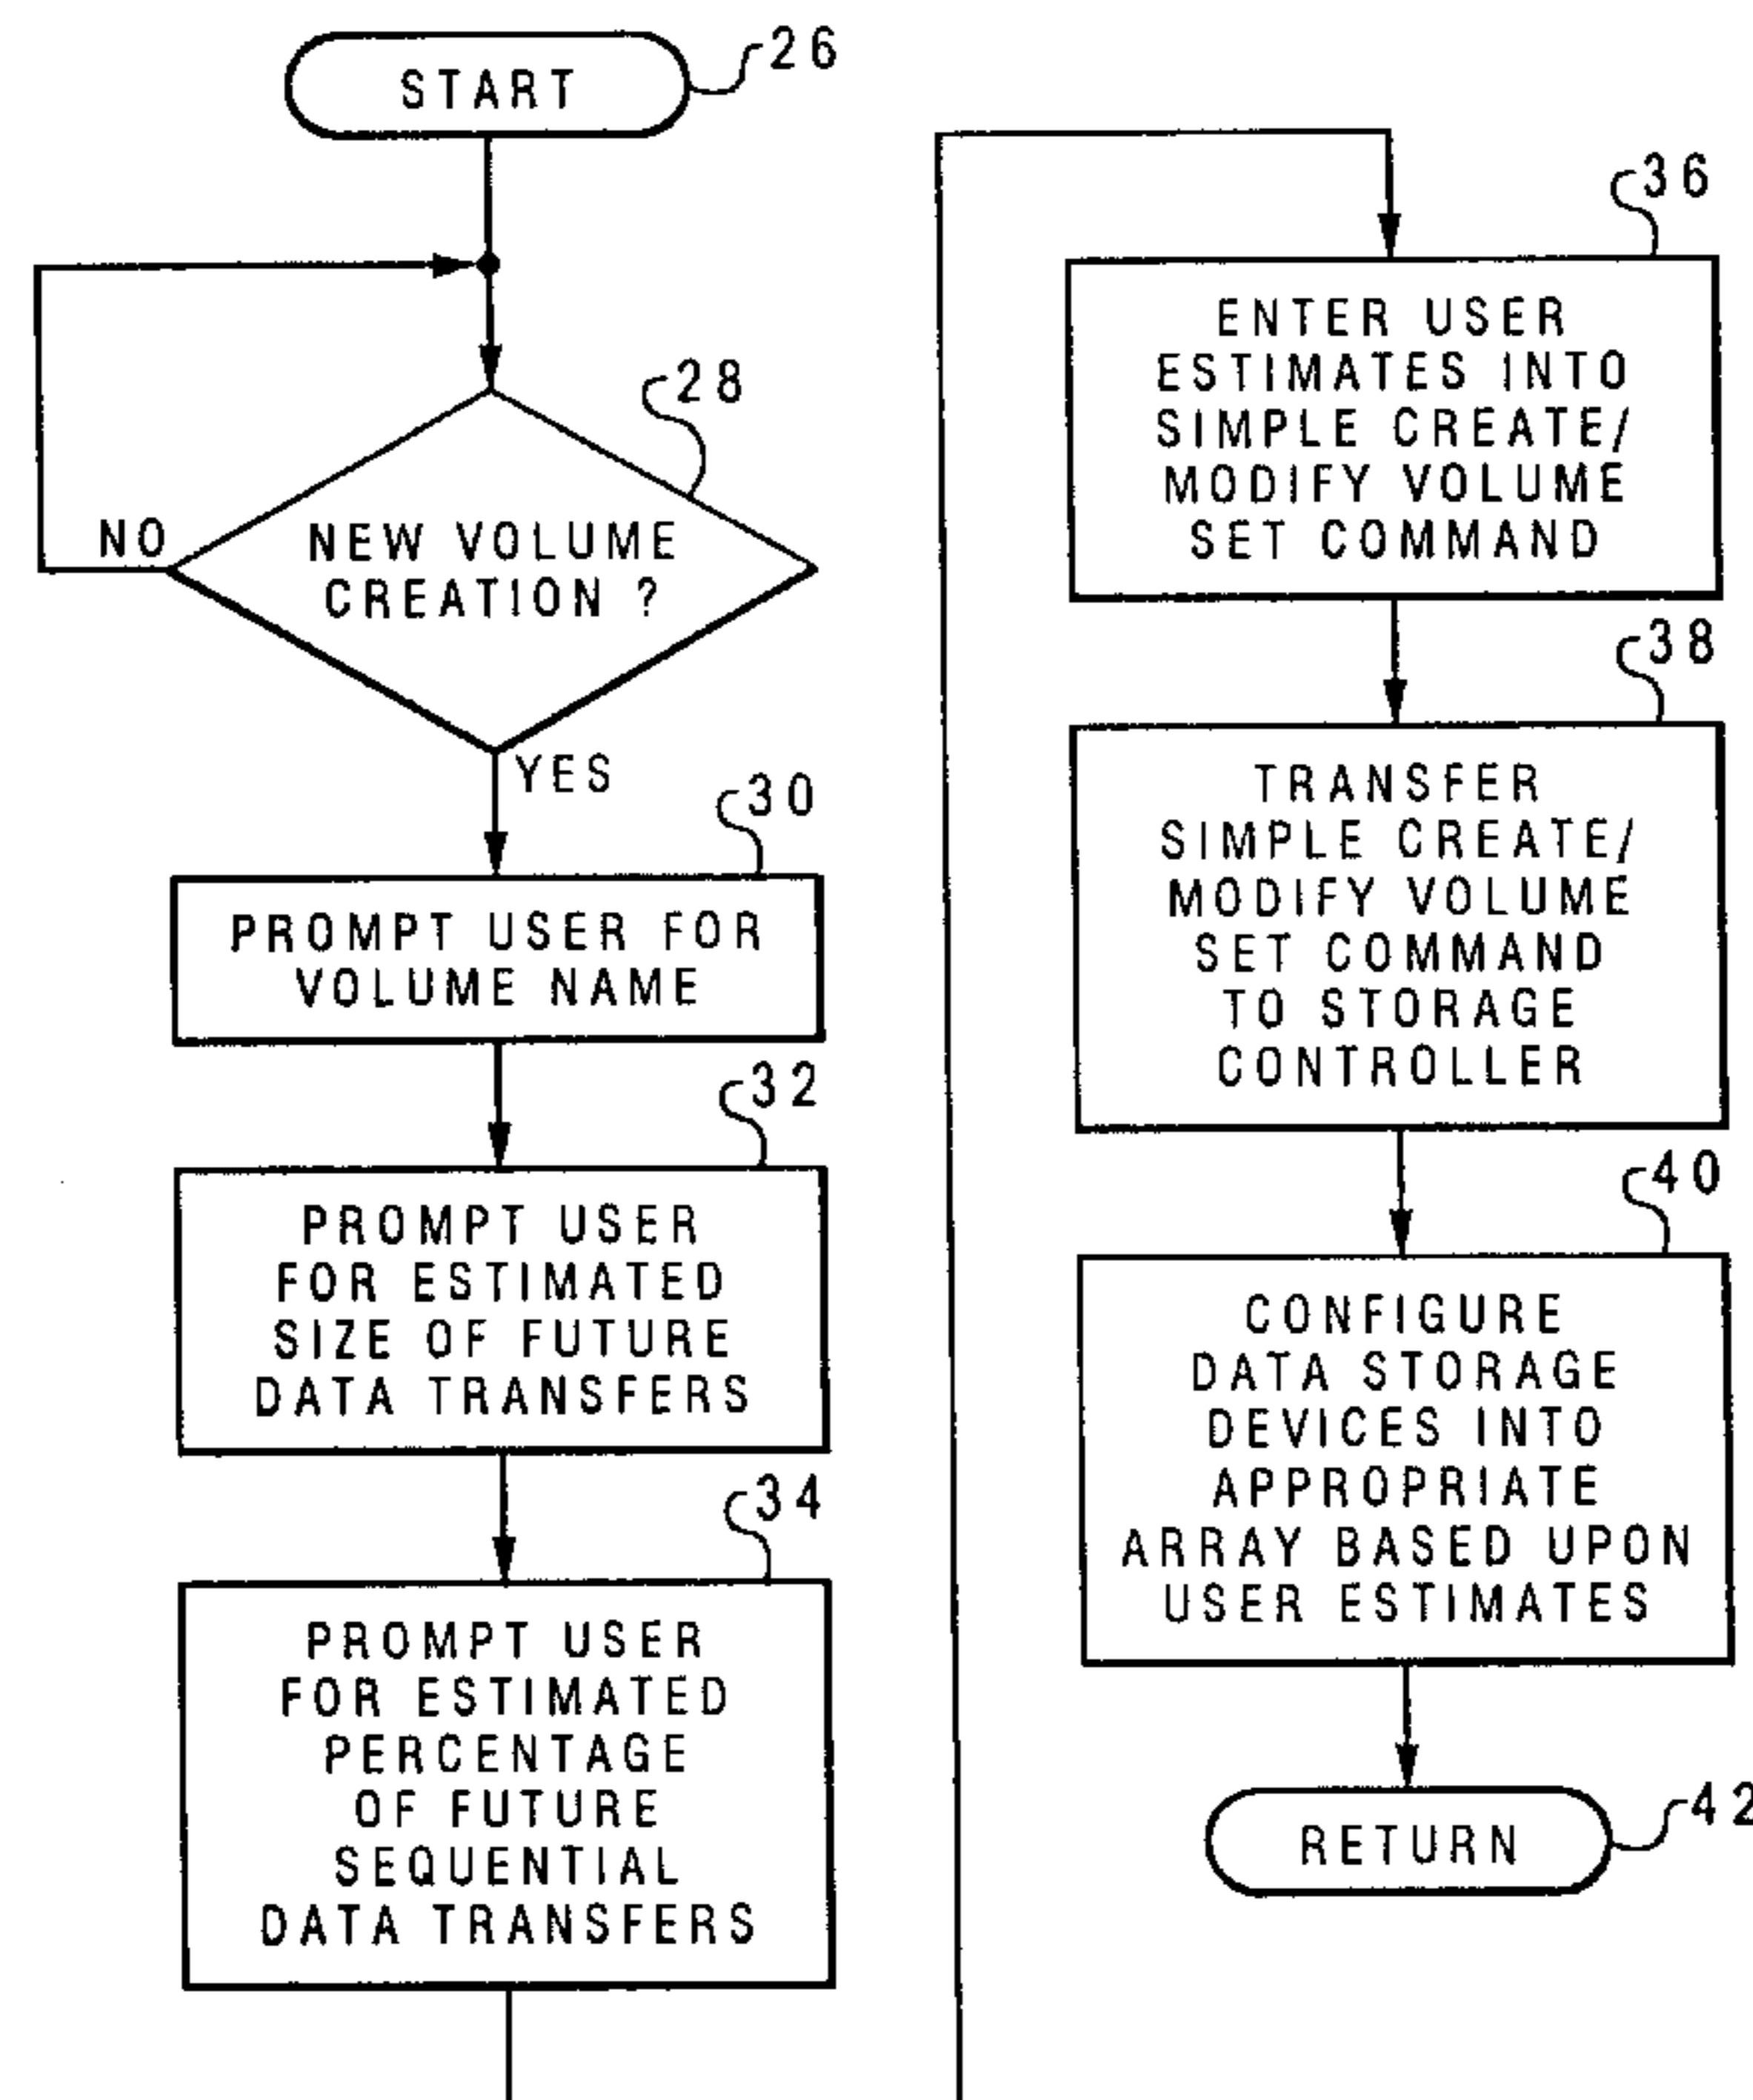 START
26
28
NEW VOLUME
CREATION ?
NO
YES
30
PROMPT USER FOR
VOLUME NAME
32
PROMPT USER
FOR ESTIMATED
SIZE OF FUTURE
DATA TRANSFERS
34
PROMPT USER
FOR ESTIMATED
PERCENTAGE
OF FUTURE
SEQUENTIAL
DATA TRANSFERS
36
ENTER USER
ESTIMATES INTO
SIMPLE CREATE/
MODIFY VOLUME
SET COMMAND
38
TRANSFER
SIMPLE CREATE/
MODIFY VOLUME
SET COMMAND
TO STORAGE
CONTROLLER
40
CONFIGURE
DATA STORAGE
DEVICES INTO
APPROPRIATE
ARRAY BASED UPON
USER ESTIMATES
RETURN
42